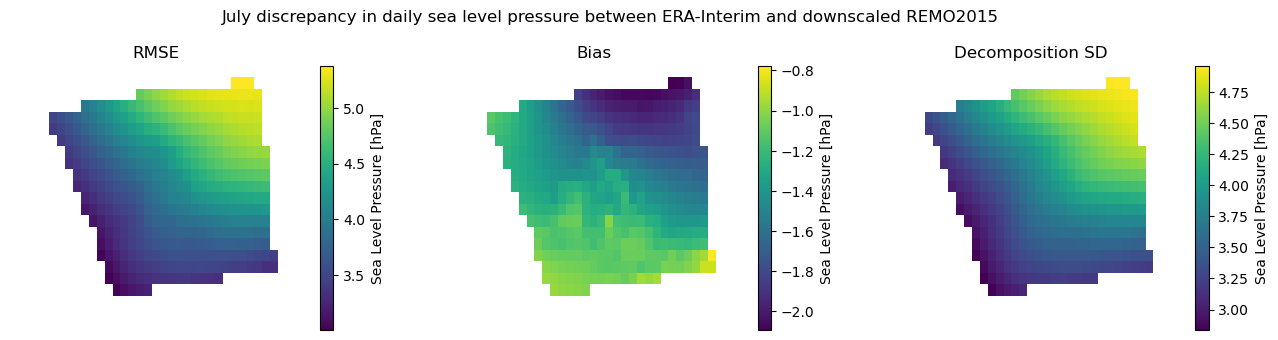 July discrepancy in daily sea level pressure between ERA-Interim and downscaled REMO2015
RMSE
5.0
4.5
4.0
3.5
Sea Level Pressure [hPa]
Bias
−0.8
−1.0
−1.2
−1.4
−1.6
−1.8
−2.0
Sea Level Pressure [hPa]
Decomposition SD
4.75
4.50
4.25
4.00
3.75
3.50
3.25
3.00
Sea Level Pressure [hPa]